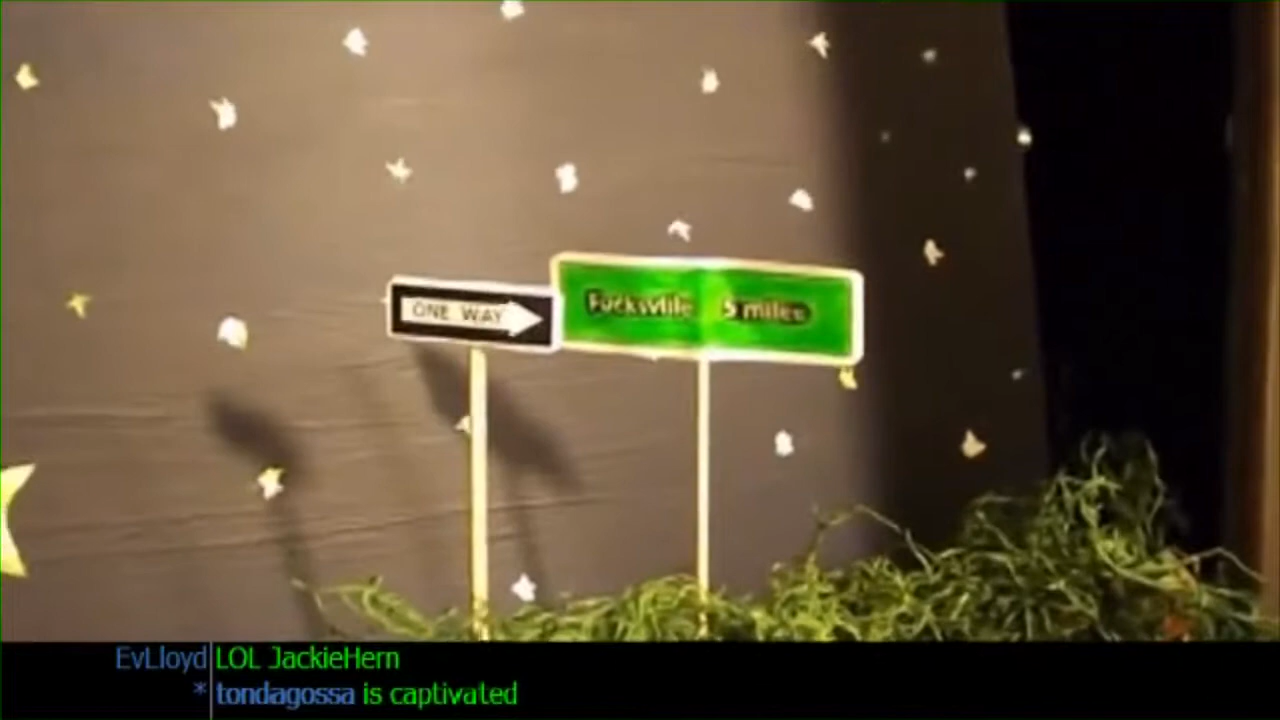 ONE WAY
Fucksville 5 miles
EvLloyd LOL JackieHern
* tondagossa is captivated